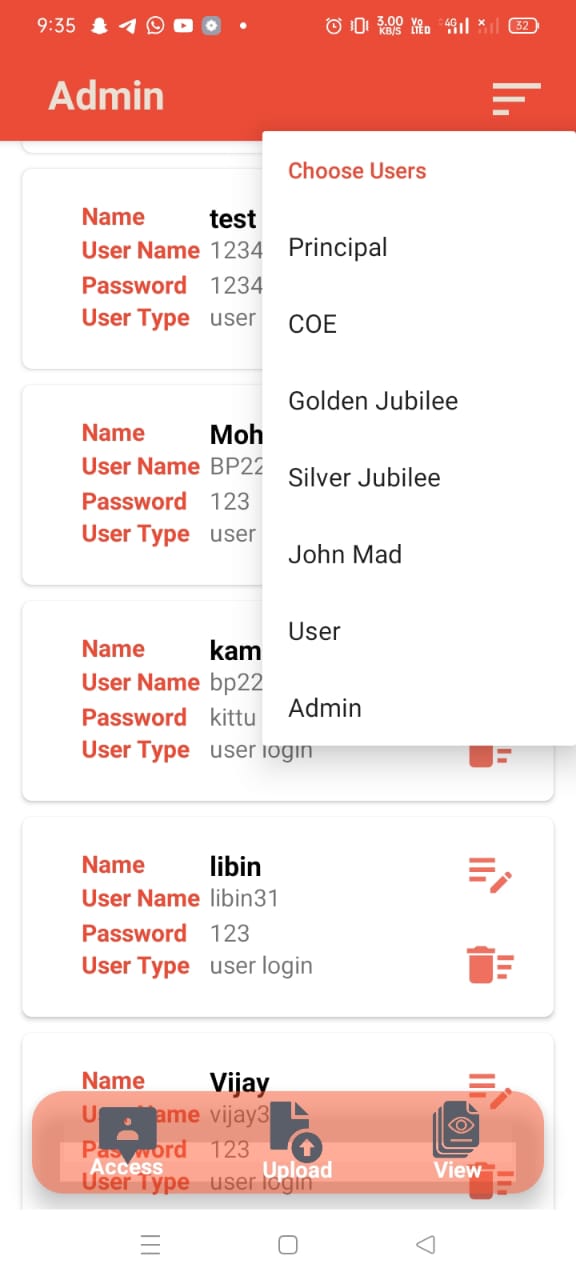 9:35 3.00 KB/S Vo LTED 4G 32
Admin
Choose Users
Principal
COE
Golden Jubilee
Silver Jubilee
John Mad
User
Admin
Name test
User Name 1234
Password 1234
User Type user
Name Moh
User Name BP22
Password 123
User Type user
Name kam
User Name bp22
Password kittu
User Type user login
Name libin
User Name libin31
Password 123
User Type user login
Name Vijay
User Name vijay3
Password 123
User Type user login
Access Upload View